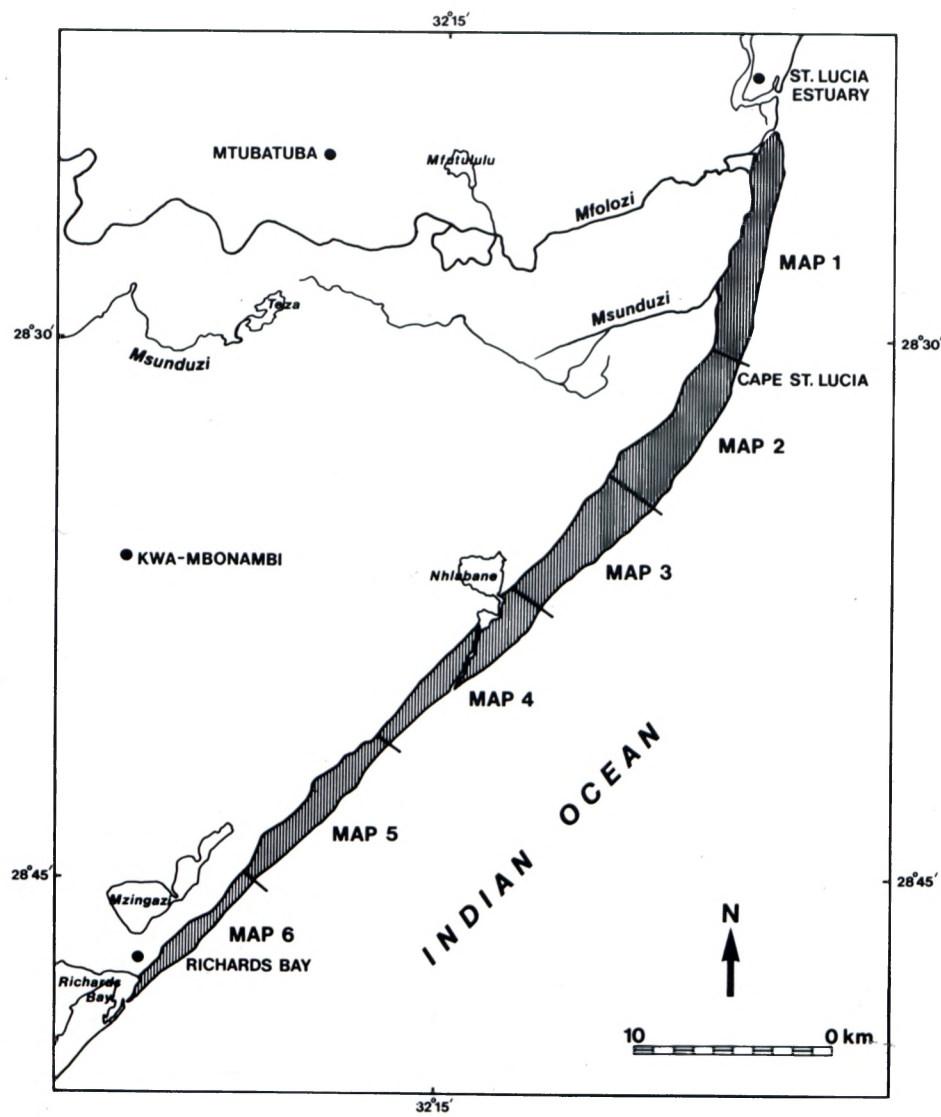 32°15′
ST. LUCIA
ESTUARY
MTUBATUBA
Mfutululu
Mfolozi
MAP 1
Teza
Msunduzi
28°30′
28°30′
Msunduzi
CAPE ST. LUCIA
MAP 2
KWA-MBONAMBI
Nhlabane
MAP 3
MAP 4
INDIAN OCEAN
MAP 5
28°45′
28°45′
Mzingazi
N
MAP 6
RICHARDS BAY
Richards
Bay
10 0 km
32°15′